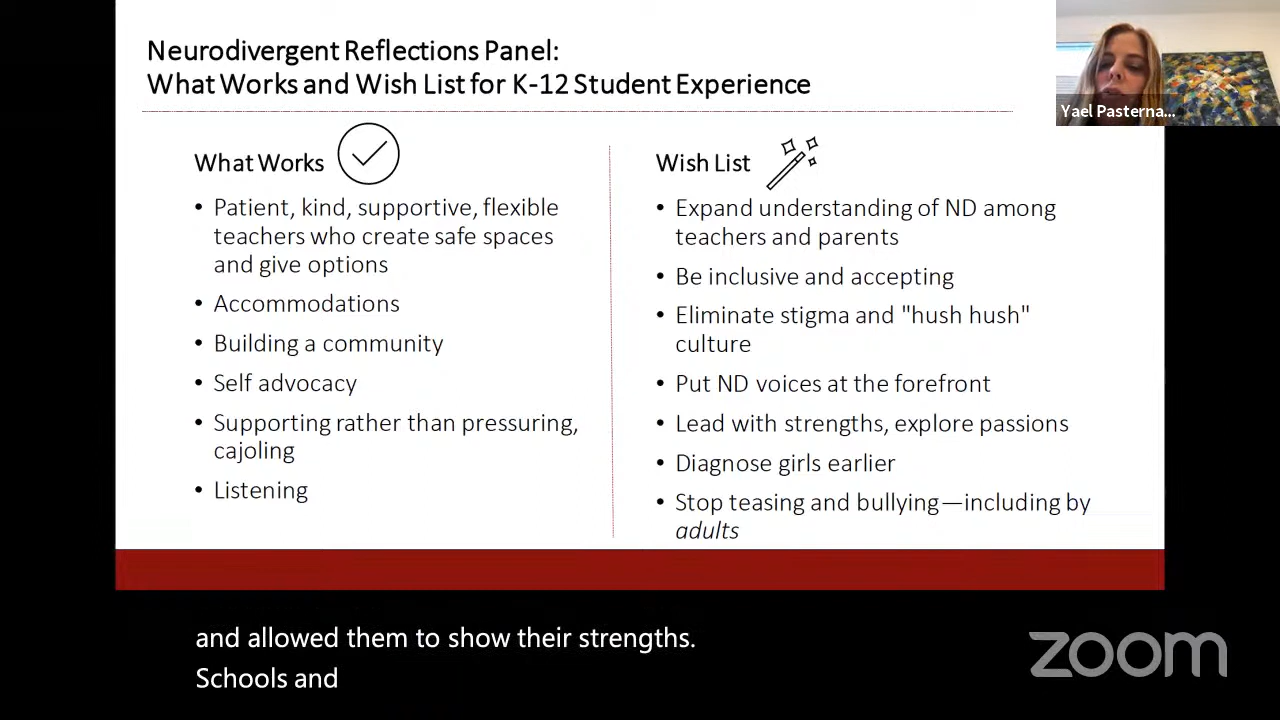 Neurodivergent Reflections Panel:
What Works and Wish List for K-12 Student Experience
Yael Pasterna...
What Works
• Patient, kind, supportive, flexible
teachers who create safe spaces
and give options
• Accommodations
• Building a community
• Self advocacy
• Supporting rather than pressuring,
cajoling
• Listening
Wish List
• Expand understanding of ND among
teachers and parents
• Be inclusive and accepting
• Eliminate stigma and "hush hush"
culture
• Put ND voices at the forefront
• Lead with strengths, explore passions
• Diagnose girls earlier
• Stop teasing and bullying—including by
adults
and allowed them to show their strengths.
Schools and
zoom